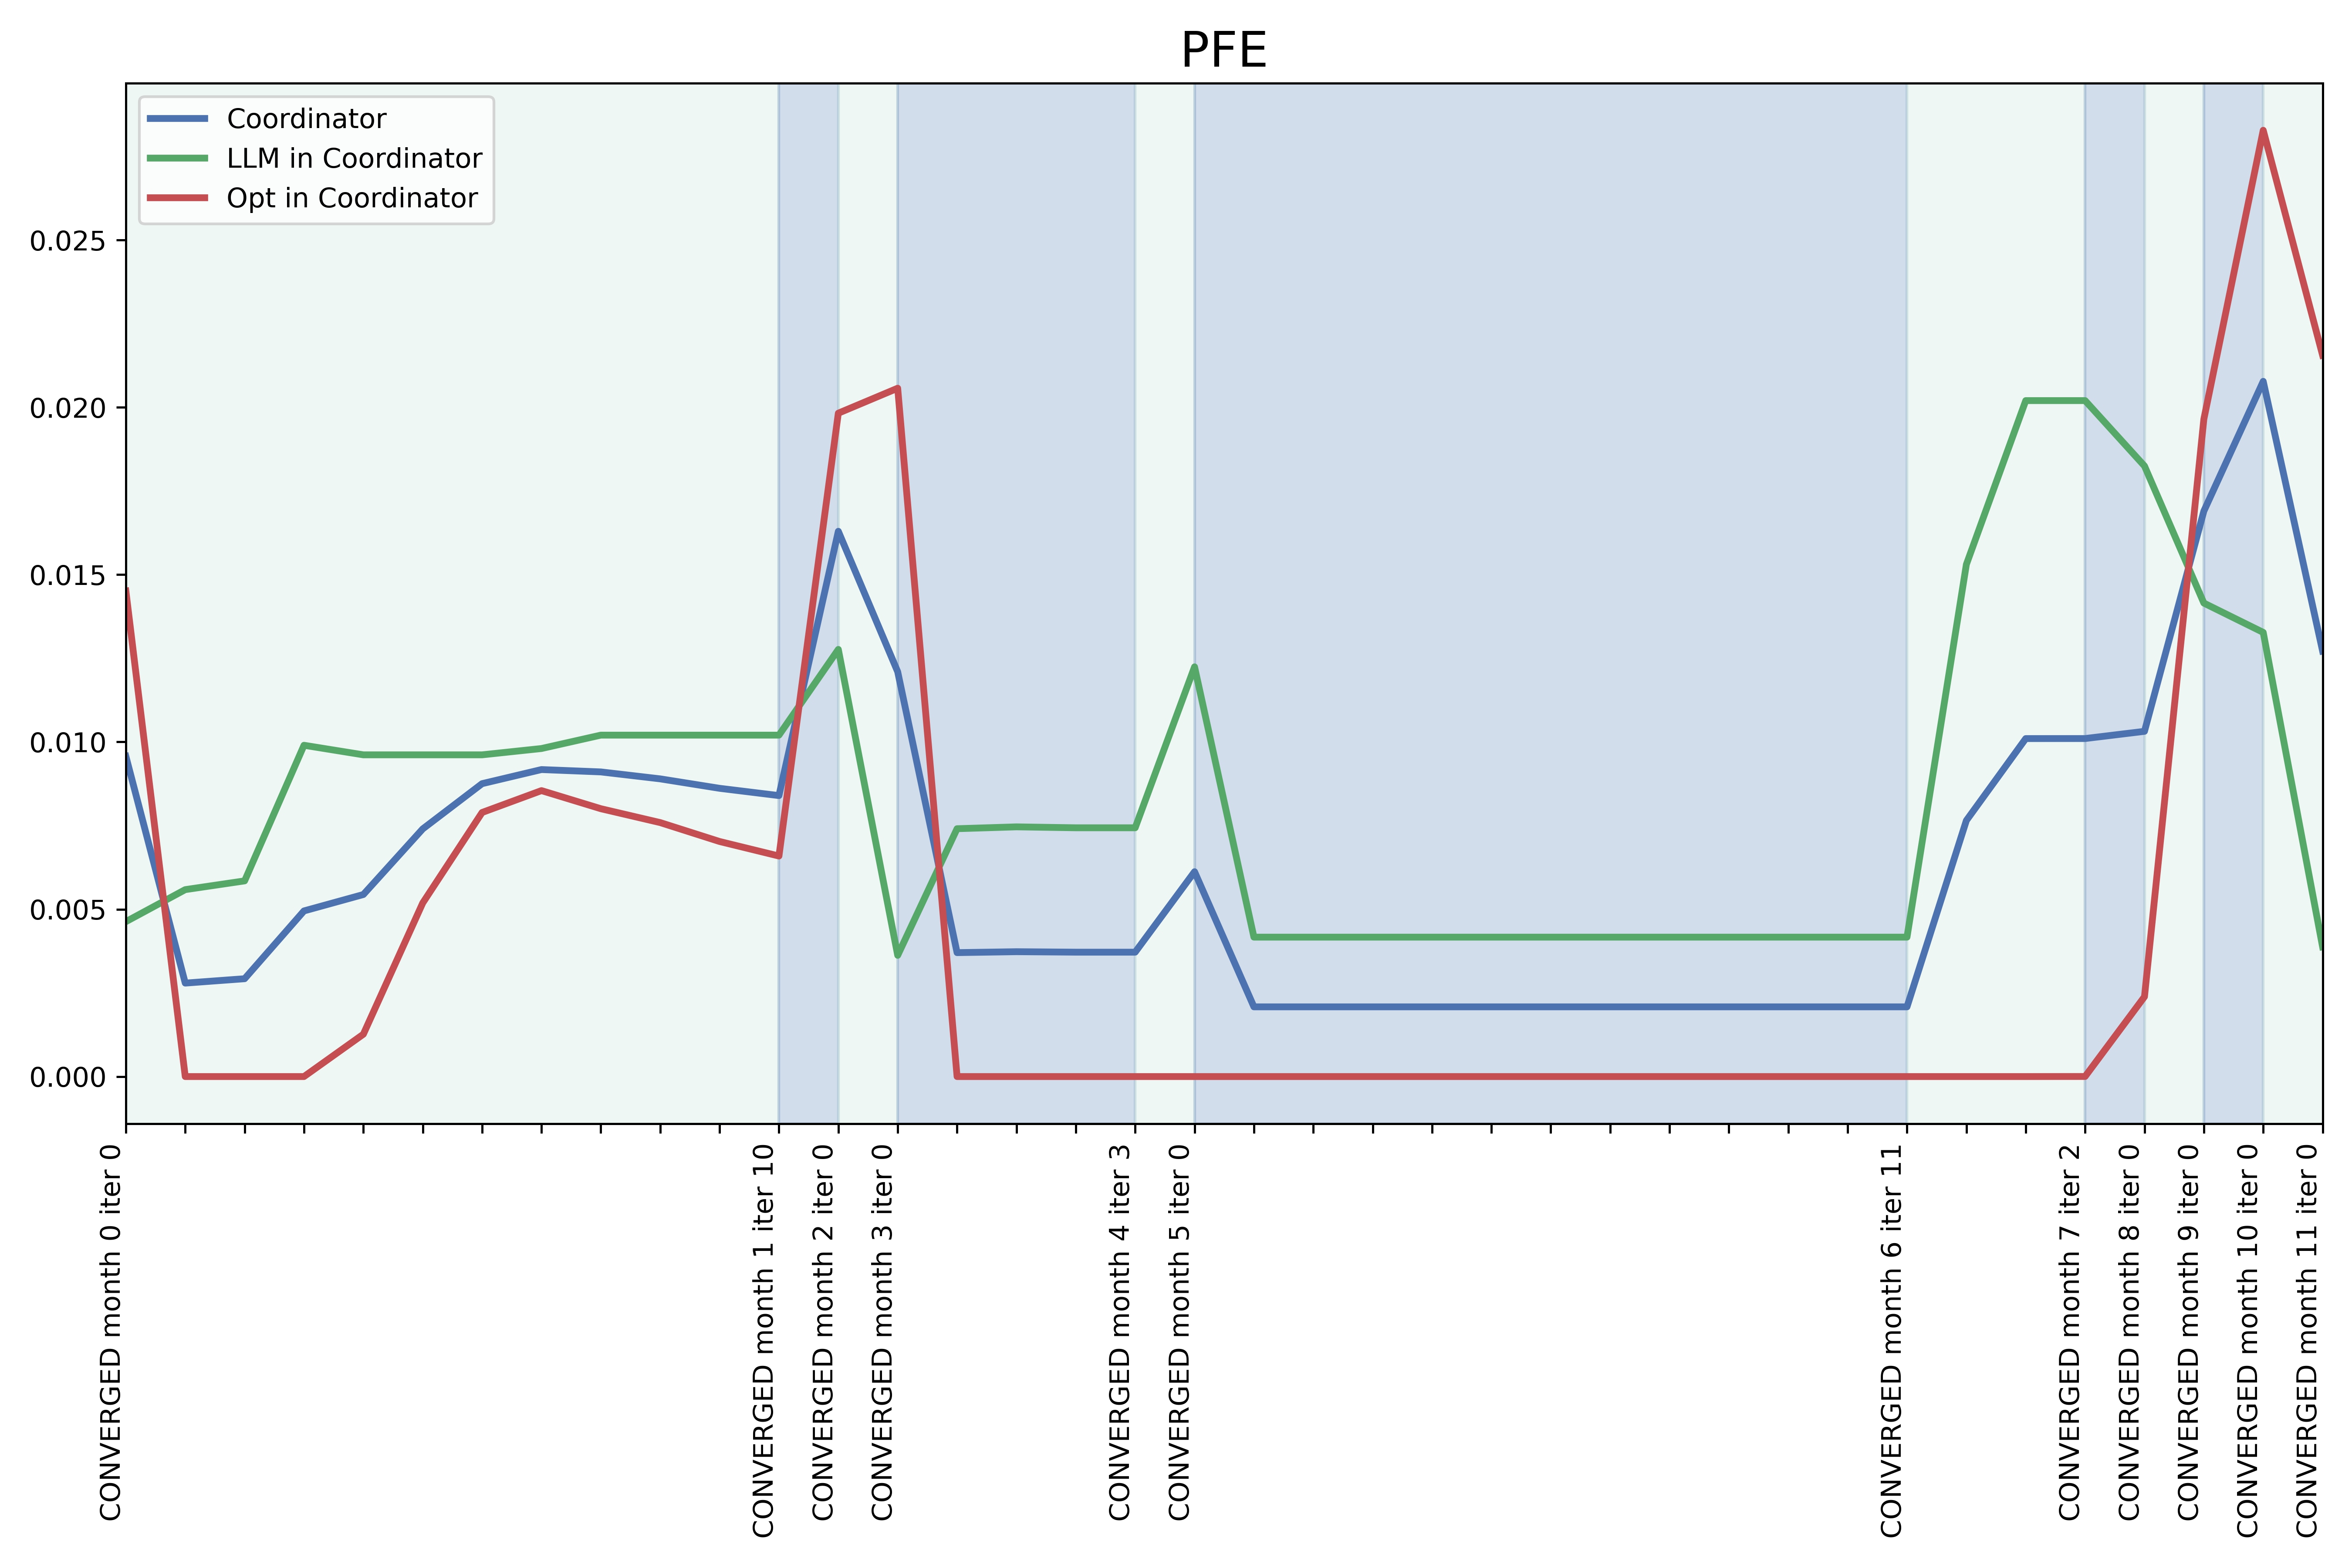 PFE
Coordinator
LLM in Coordinator
Opt in Coordinator
0.025
0.020
0.015
0.010
0.005
0.000
CONVERGED month 0 iter 0
CONVERGED month 1 iter 10
CONVERGED month 2 iter 0
CONVERGED month 3 iter 0
CONVERGED month 4 iter 3
CONVERGED month 5 iter 0
CONVERGED month 6 iter 11
CONVERGED month 7 iter 2
CONVERGED month 8 iter 0
CONVERGED month 9 iter 0
CONVERGED month 10 iter 0
CONVERGED month 11 iter 0